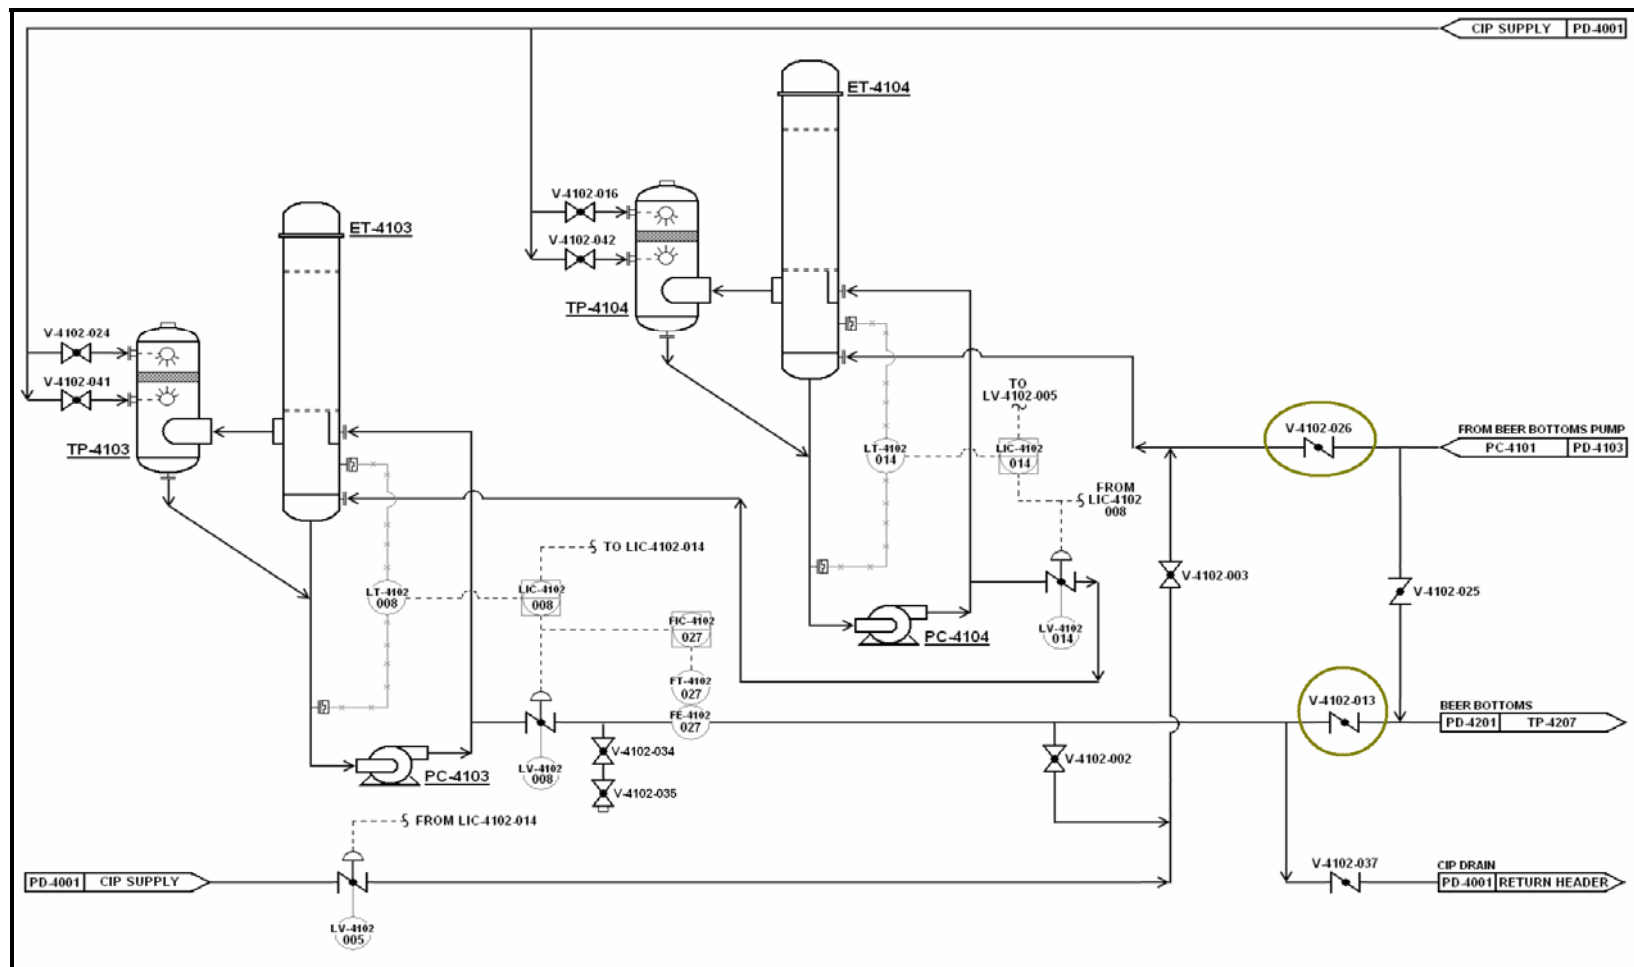 CIP SUPPLY PD-4001
ET-4104
V-4102-016
ET-4103
V-4102-042
TP-4104
V-4102-024
V-4102-041
TP-4103
TO
LV-4102-005
V-4102-026
FROM BEER BOTTOMS PUMP
PC-4101 PD-4103
LT-4102
014
LIC-4102
014
FROM
LIC-4102
008
TO LIC-4102-014
V-4102-003
V-4102-025
LT-4102
008
LIC-4102
008
FIC-4102
027
LV-4102
014
PC-4104
FT-4102
027
FE-4102
027
V-4102-013
BEER BOTTOMS
PD-4201 TP-4207
V-4102-034
V-4102-002
PC-4103
LV-4102
008
V-4102-035
FROM LIC-4102-014
V-4102-037
CIP DRAIN
PD-4001 RETURN HEADER
PD-4001 CIP SUPPLY
LV-4102
005